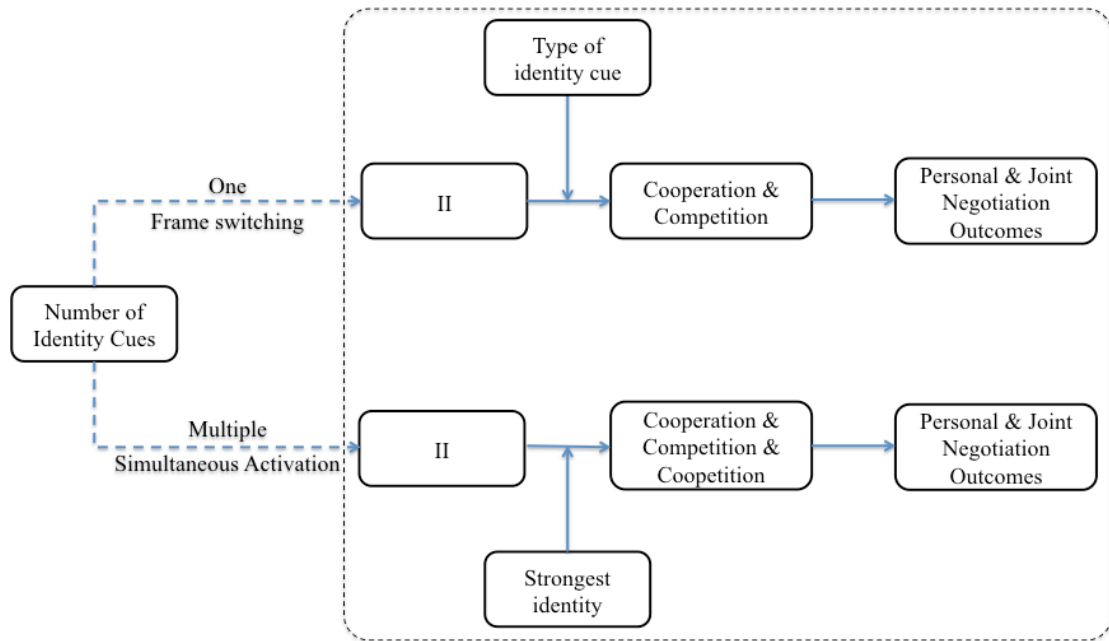 Type of
identity cue
One
Frame switching
II
Cooperation &
Competition
Personal & Joint
Negotiation
Outcomes
Number of
Identity Cues
Multiple
Simultaneous Activation
II
Cooperation &
Competition &
Coopetition
Personal & Joint
Negotiation
Outcomes
Strongest
identity